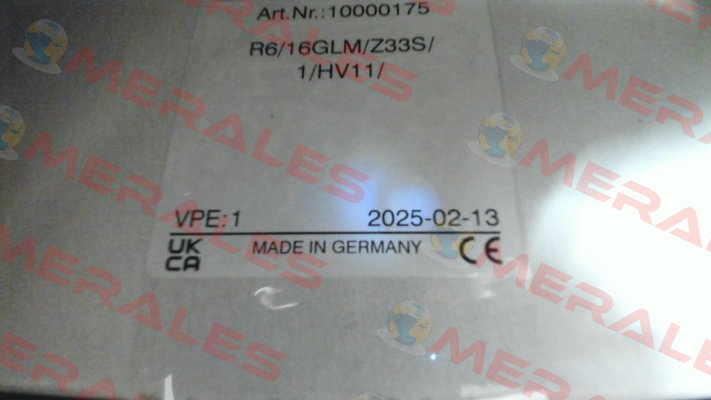 Art.Nr.:10000175
R6/16GLM/Z33S/
1/HV11/
VPE:1 2025-02-13
UK
CA MADE IN GERMANY CE
MERALES
MERALES
MERALES
MERALES
MERALES
MERALES